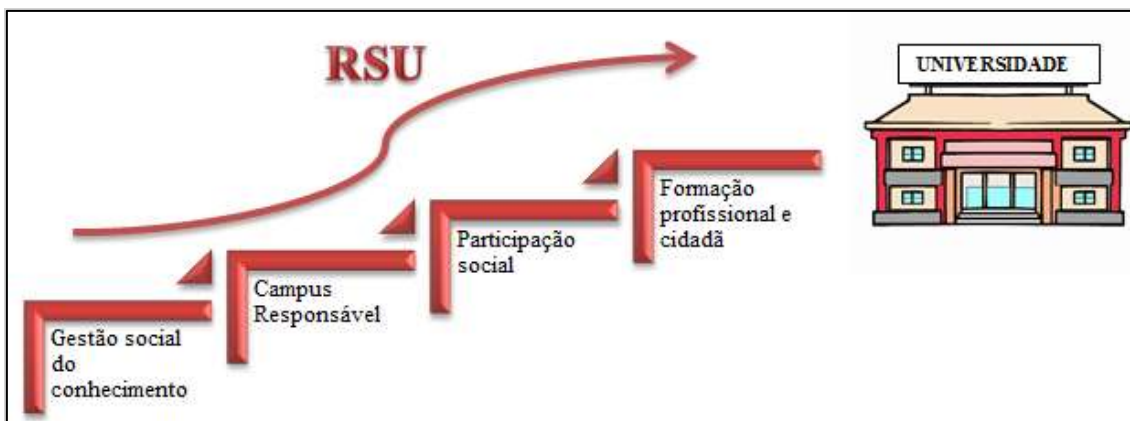 RSU
UNIVERSIDADE
Gestão social
do
conhecimento
Campus
Responsável
Participação
social
Formação
profissional e
cidadã